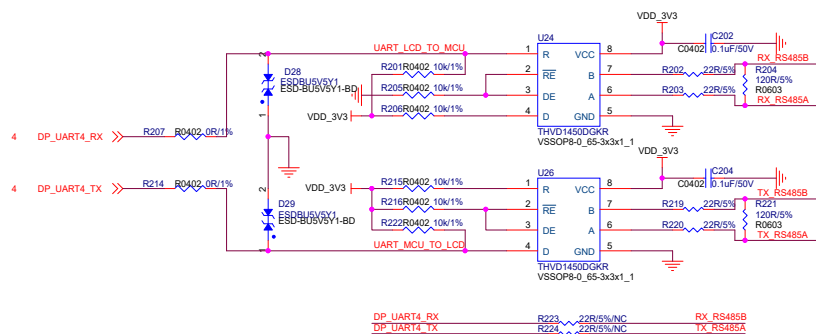 VDD_3V3
U24
C202
C0402 0.1uF/50V
UART_LCD_TO_MCU
1 R VCC 8
RX_RS485B
D28
ESDBU5V5Y1
ESD-BU5V5Y1-BD
R201 R0402 10k/1%
2 RE B 7
R202 22R/5%
R204
120R/5%
R0603
R205 R0402 10k/1%
3 DE A 6
R203 22R/5%
RX_RS485A
R206 R0402 10k/1%
VDD_3V3
4 D GND 5
THVD1450DGKR
VSSOP8-0_65-3x3x1_1
2
1
4 DP_UART4_RX R207 R0402 0R/1%
VDD_3V3
U26
C204
C0402 0.1uF/50V
4 DP_UART4_TX R214 R0402 0R/1%
VDD_3V3
R215 R0402 10k/1%
1 R VCC 8
TX_RS485B
2
D29
ESDBU5V5Y1
ESD-BU5V5Y1-BD
R216 R0402 10k/1%
2 RE B 7
R219 22R/5%
R221
120R/5%
R0603
R222 R0402 10k/1%
3 DE A 6
R220 22R/5%
TX_RS485A
1
UART_MCU_TO_LCD
4 D GND 5
THVD1450DGKR
VSSOP8-0_65-3x3x1_1
DP_UART4_RX R223 22R/5%/NC RX_RS485B
DP_UART4_TX R224 22R/5%/NC TX_RS485A